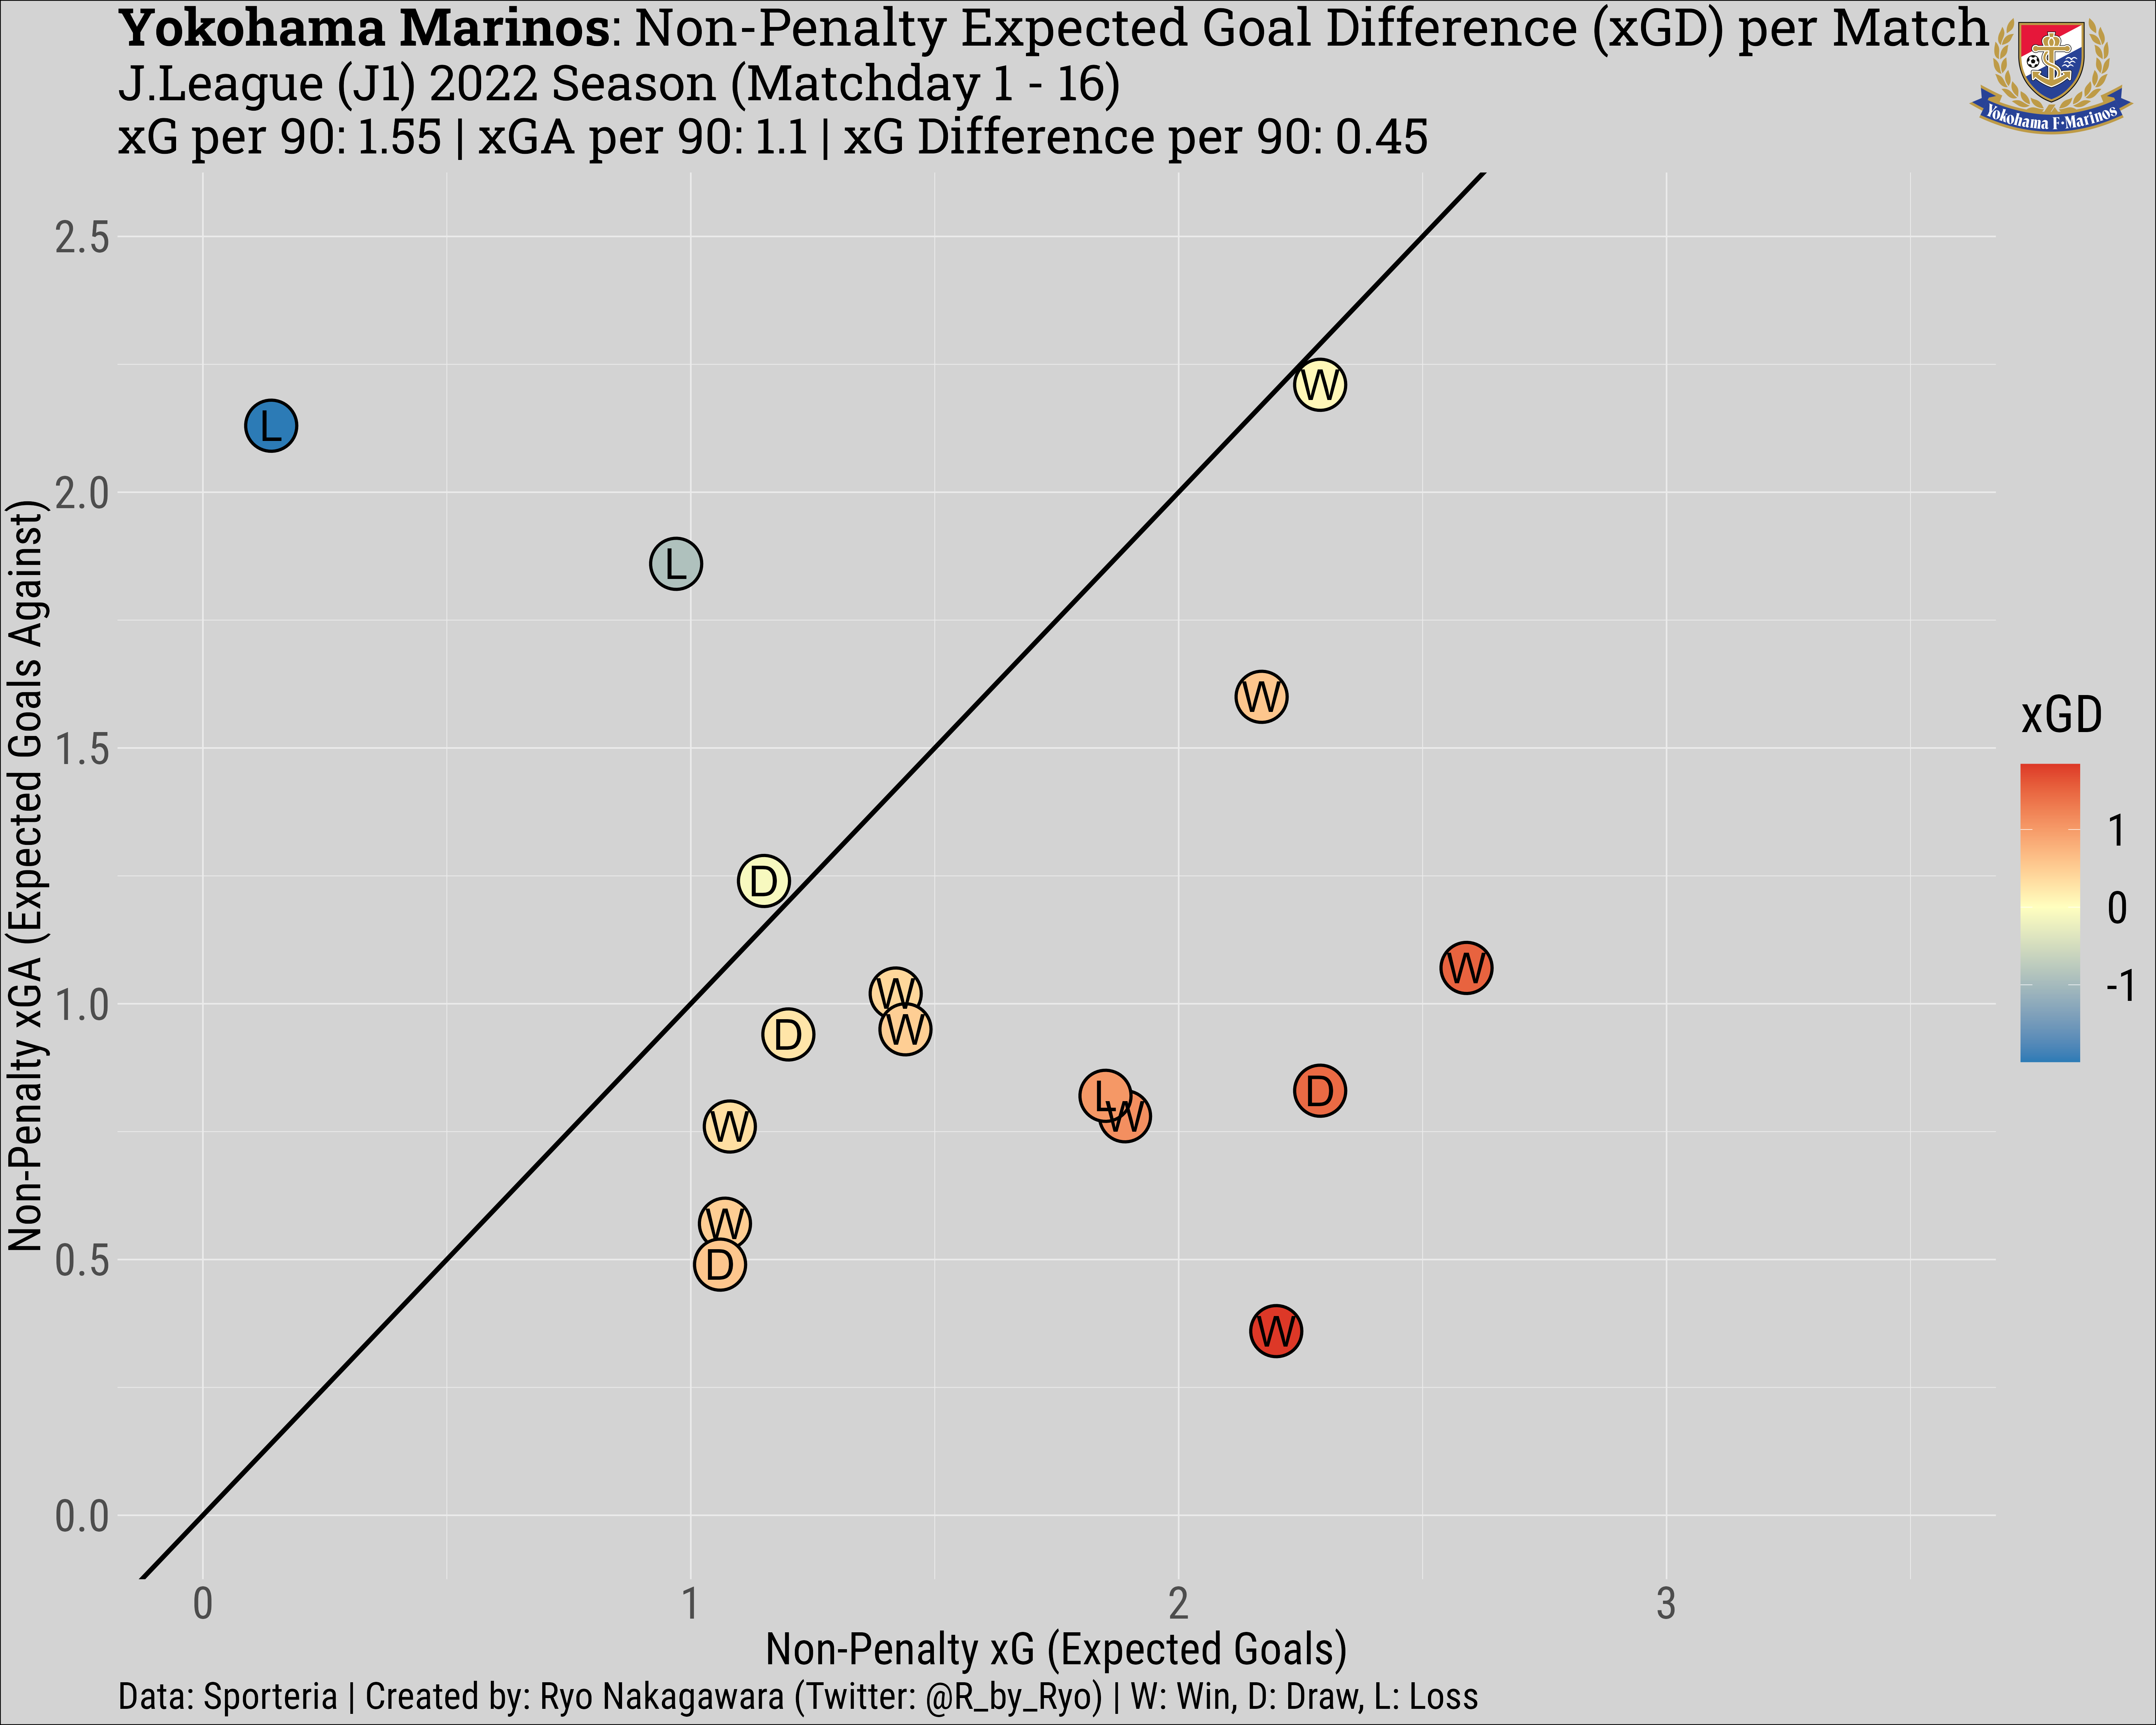 Yokohama Marinos: Non-Penalty Expected Goal Difference (xGD) per Match
J.League (J1) 2022 Season (Matchday 1 - 16)
xG per 90: 1.55 | xGA per 90: 1.1 | xG Difference per 90: 0.45
Yokohama F·Marinos
Non-Penalty xGA (Expected Goals Against)
2.5
2.0
1.5
1.0
0.5
0.0
W
L
L
W
D
W
W
W
D
L
W
D
W
W
D
W
xGD
1
0
-1
0
1
2
3
Non-Penalty xG (Expected Goals)
Data: Sporteria | Created by: Ryo Nakagawara (Twitter: @R_by_Ryo) | W: Win, D: Draw, L: Loss